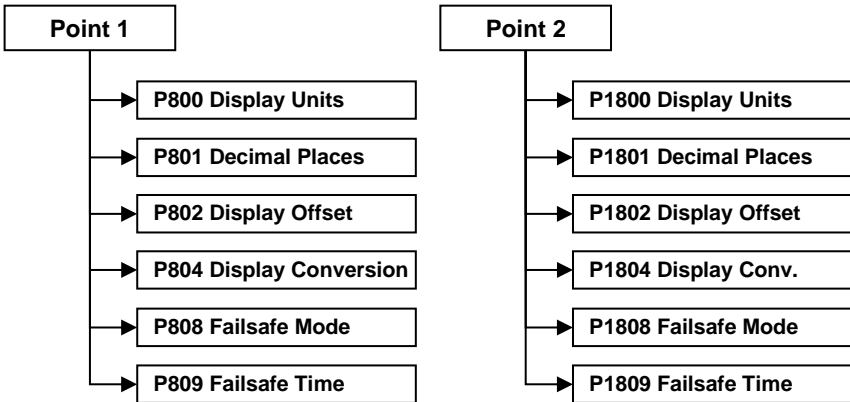 Point 1
P800 Display Units
P801 Decimal Places
P802 Display Offset
P804 Display Conversion
P808 Failsafe Mode
P809 Failsafe Time
Point 2
P1800 Display Units
P1801 Decimal Places
P1802 Display Offset
P1804 Display Conv.
P1808 Failsafe Mode
P1809 Failsafe Time